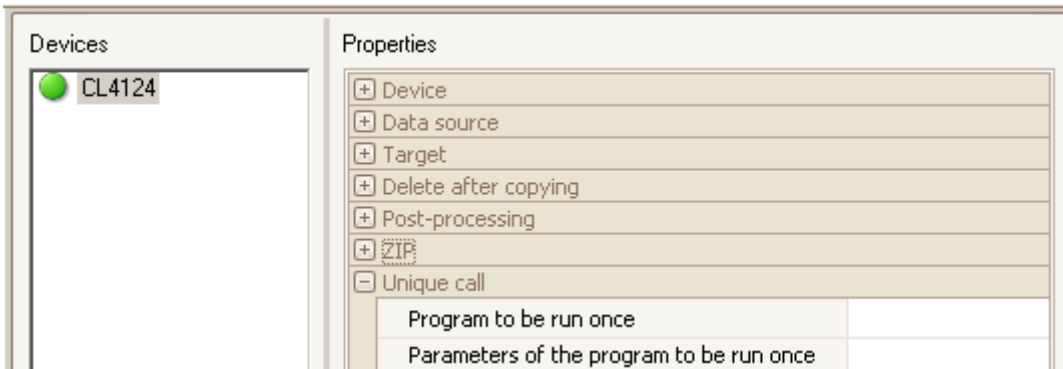 Devices
CL4124
Properties
Device
Data source
Target
Delete after copying
Post-processing
ZIP
Unique call
Program to be run once
Parameters of the program to be run once